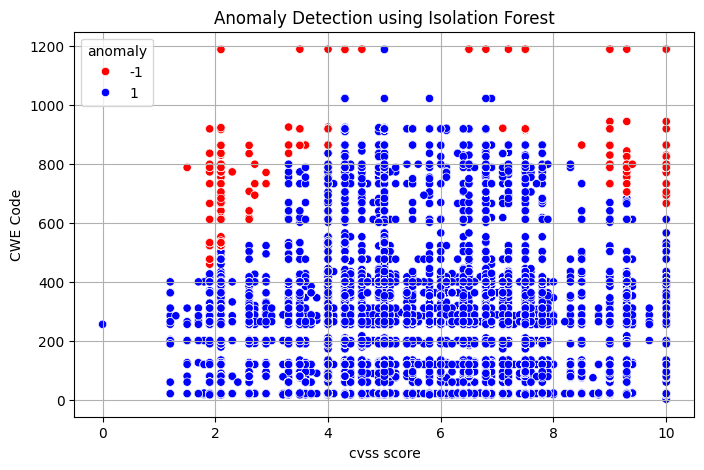 Anomaly Detection using Isolation Forest
anomaly
-1
1
1200
1000
800
600
400
200
0
CWE Code
0 2 4 6 8 10
cvss score